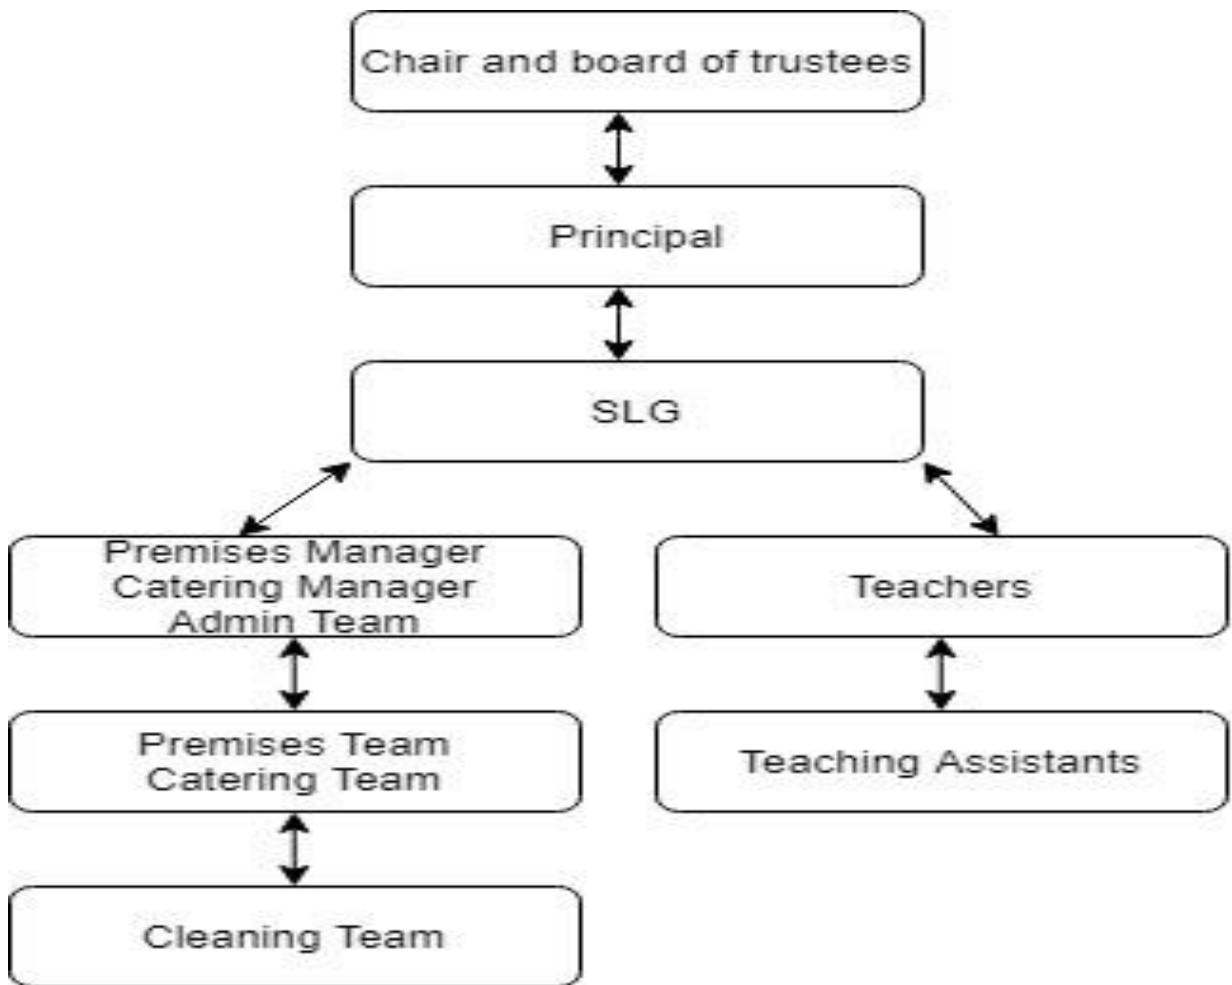 Chair and board of trustees
Principal
SLG
Premises Manager
Catering Manager
Admin Team
Teachers
Premises Team
Catering Team
Teaching Assistants
Cleaning Team